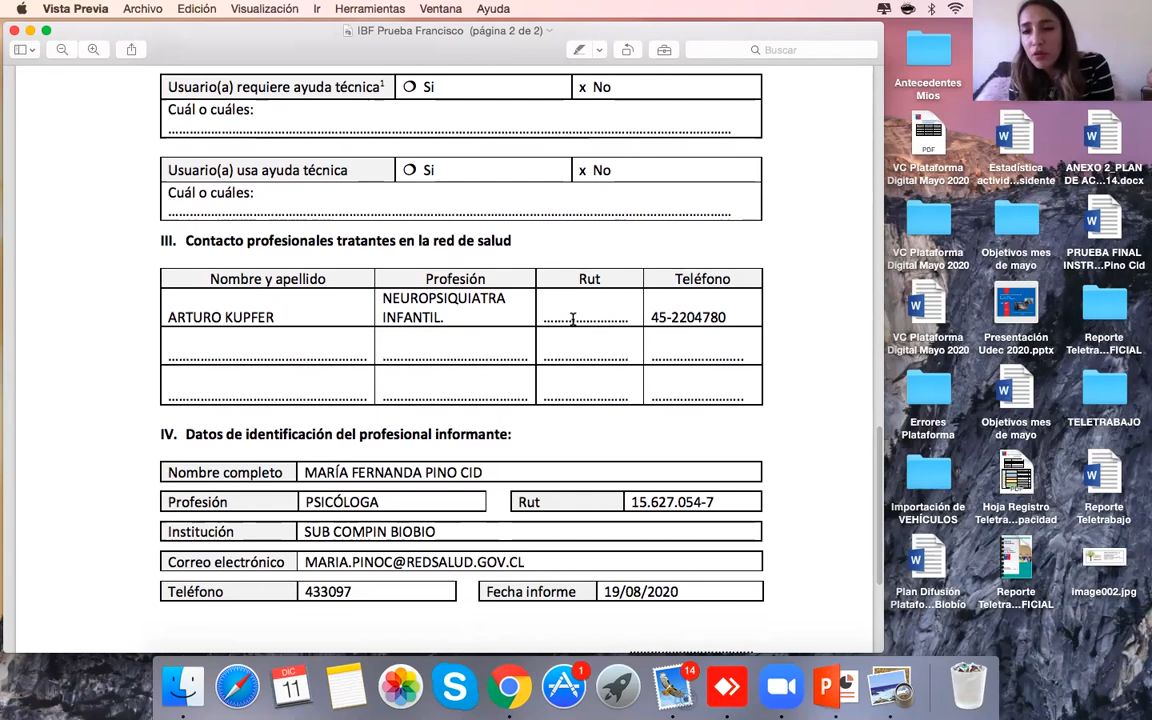 Vista Previa Archivo Edición Visualización Ir Herramientas Ventana Ayuda
IBF Prueba Francisco (página 2 de 2)
Buscar
Usuario(a) requiere ayuda técnica¹ Si x No
Cuál o cuáles:
Usuario(a) usa ayuda técnica Si x No
Cuál o cuáles:
III. Contacto profesionales tratantes en la red de salud
Nombre y apellido Profesión Rut Teléfono
NEUROPSIQUIATRA
ARTURO KUPFER INFANTIL. 45-2204780
IV. Datos de identificación del profesional informante:
Nombre completo MARÍA FERNANDA PINO CID
Profesión PSICÓLOGA Rut 15.627.054-7
Institución SUB COMPIN BIOBIO
Correo electrónico MARIA.PINOC@REDSALUD.GOV.CL
Teléfono 433097 Fecha informe 19/08/2020
Antecedentes
Mios
PDF
VC Plataforma Estadística ANEXO 2_PLAN
Digital Mayo 2020 activid...sidente DE AC...14.docx
VC Plataforma Objetivos mes PRUEBA FINAL
Digital Mayo 2020 de mayo INSTR...Pino Cid
VC Plataforma Presentación Reporte
Digital Mayo 2020 Udec 2020.pptx Teletra...FICIAL
Errores Objetivos mes TELETRABAJO
Plataforma de mayo
PDF
Importación de Hoja Registro Reporte
VEHÍCULOS Teletra...pacidad Teletrabajo
Plan Difusión Reporte image002.jpg
Platafo...Biobío Teletra...FICIAL
DIC
11
1
14